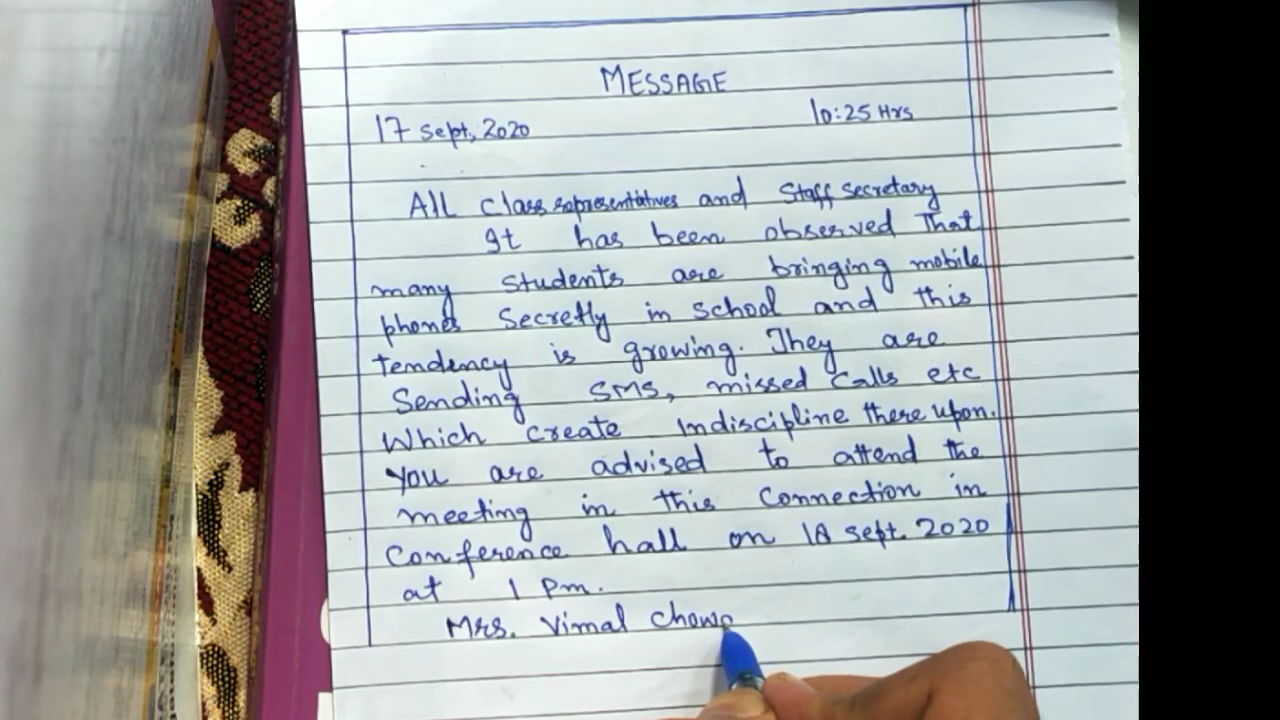 MESSAGE
17 Sept, 2020 10:25 Hrs
All class representatives and Staff Secretary
It has been observed That
many students are bringing mobile
phones Secretly in school and this
tendency is growing. They are
Sending SMS, missed Calls etc
Which create Indiscipline there upon.
You are advised to attend the
meeting in this Connection in
Conference hall on 18 sept. 2020
at 1 Pm.
Mrs. Vimal Chow